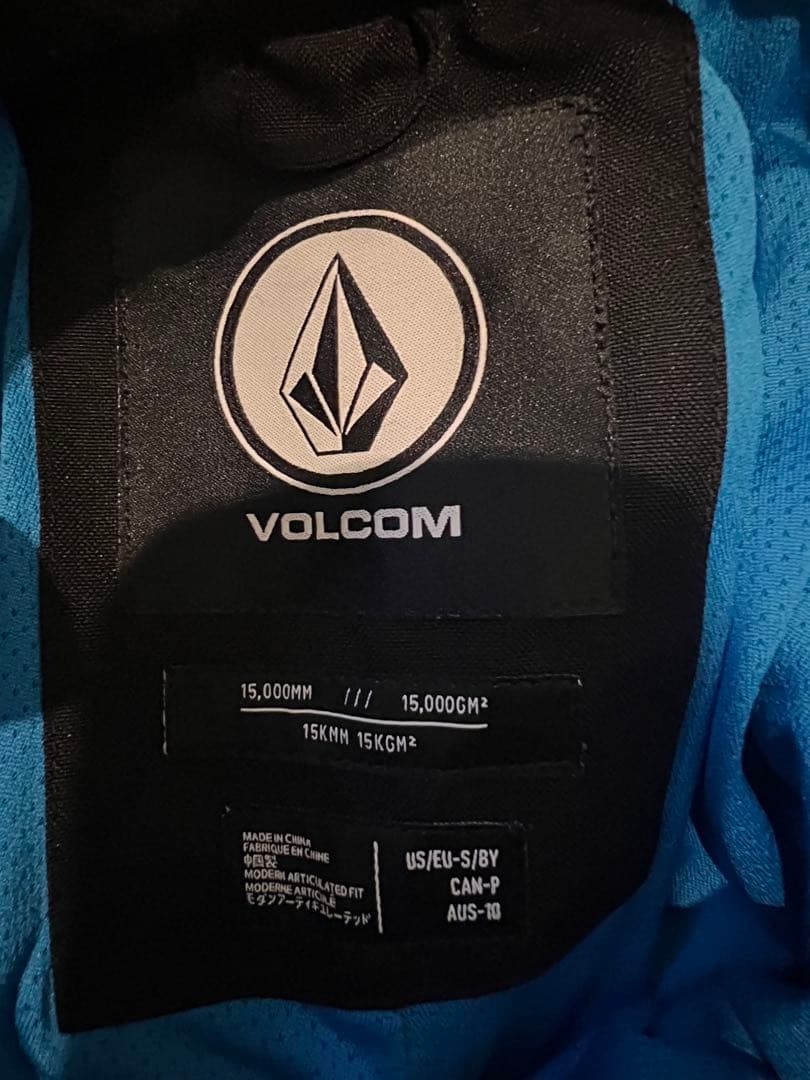 VOLCOM
15,000MM /// 15,000GM²
15KMM 15KGM²
MADE IN CHINA
FABRIQUE EN CHINE
中国製
MODERN ARTICULATED FIT
MODERNE ARTICULÉ
モダンアーティキュレーテッド
US/EU-S/BY
CAN-P
AUS-10